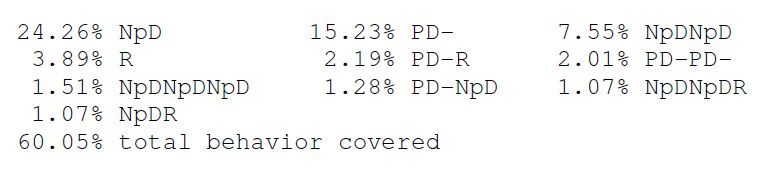 24.26% NpD 15.23% PD- 7.55% NpDNpD
3.89% R 2.19% PD-R 2.01% PD-PD-
1.51% NpDNpDNpD 1.28% PD-NpD 1.07% NpDNpDR
1.07% NpDR
60.05% total behavior covered